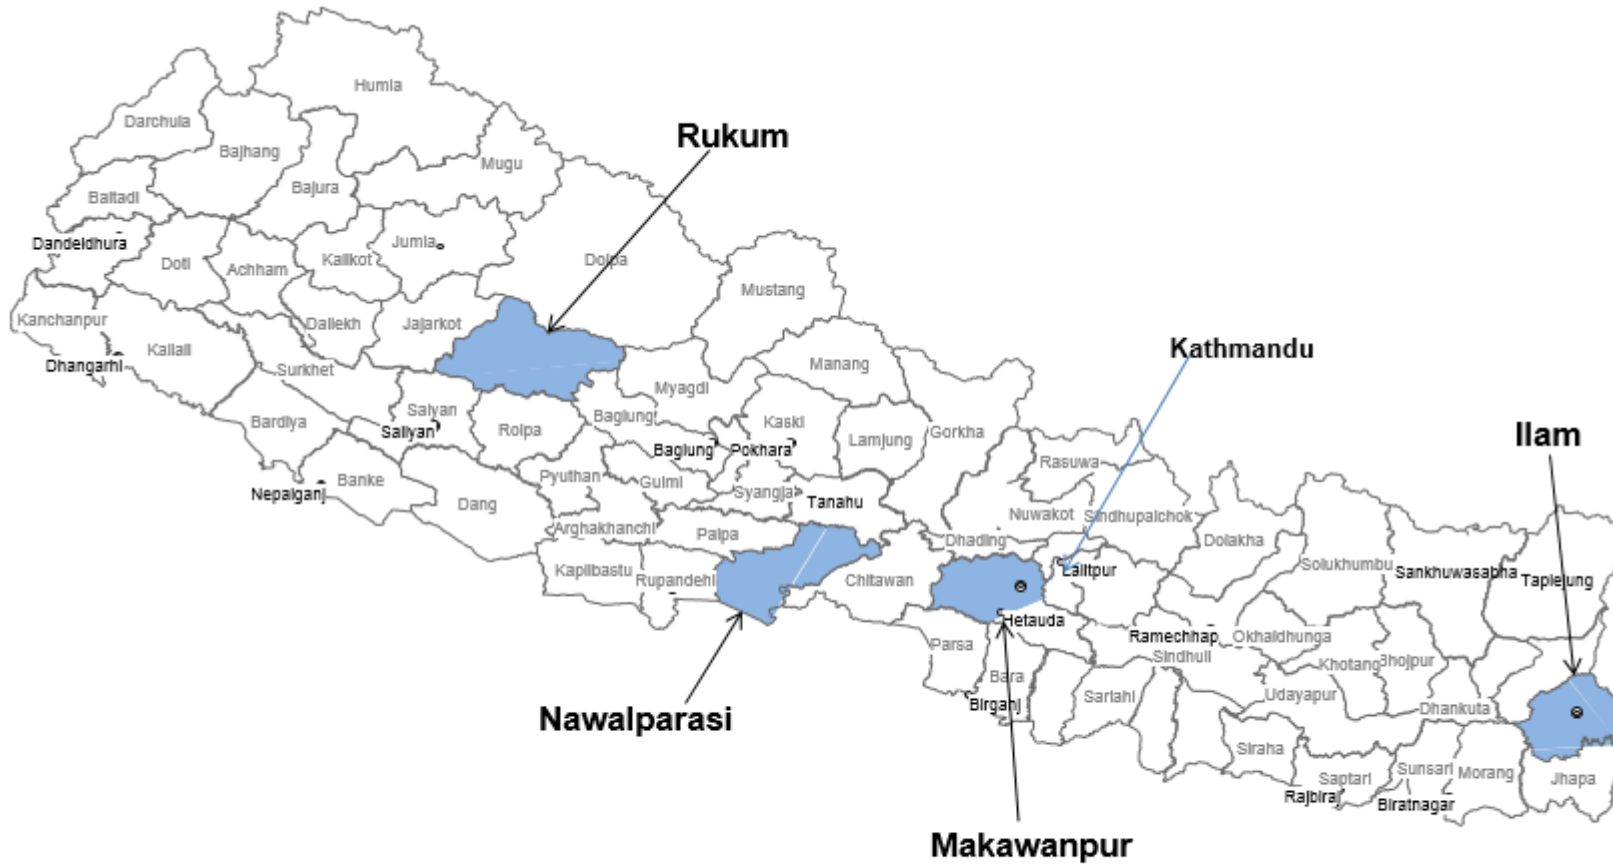 Humla
Darchula
Rukum
Bajhang
Mugu
Bajura
Baitadi
Dandeldhura
Jumla
Kalikot
Doti
Achham
Dolpa
Mustang
Kanchanpur
Dailekh
Jajarkot
Kathmandu
Kailali
Dhangarhi
Surkhet
Manang
Myagdi
Salyan
Baglung
Kaski
Ilam
Bardiya
Rolpa
Sallyan
Gorkha
Lamjung
Baglung
Pokhara
Rasuwa
Pyuthan
Banke
Gulmi
Nepalganj
Syangja
Dang
Tanahu
Nuwakot
Sindhupalchok
Arghakhanchi
Palpa
Dhading
Dolakha
Solukhumbu
Kapilbastu
Rupandehi
Chitawan
Lalitpur
Sankhuwasabha
Taplejung
Hetauda
Ramechhap
Okhaldhunga
Parsa
Sindhuli
Khotang
Bhojpur
Bara
Sarlahi
Udayapur
Birganj
Dhankuta
Nawalparasi
Siraha
Saptari
Sunsari
Morang
Jhapa
Rajbiraj
Biratnagar
Makawanpur